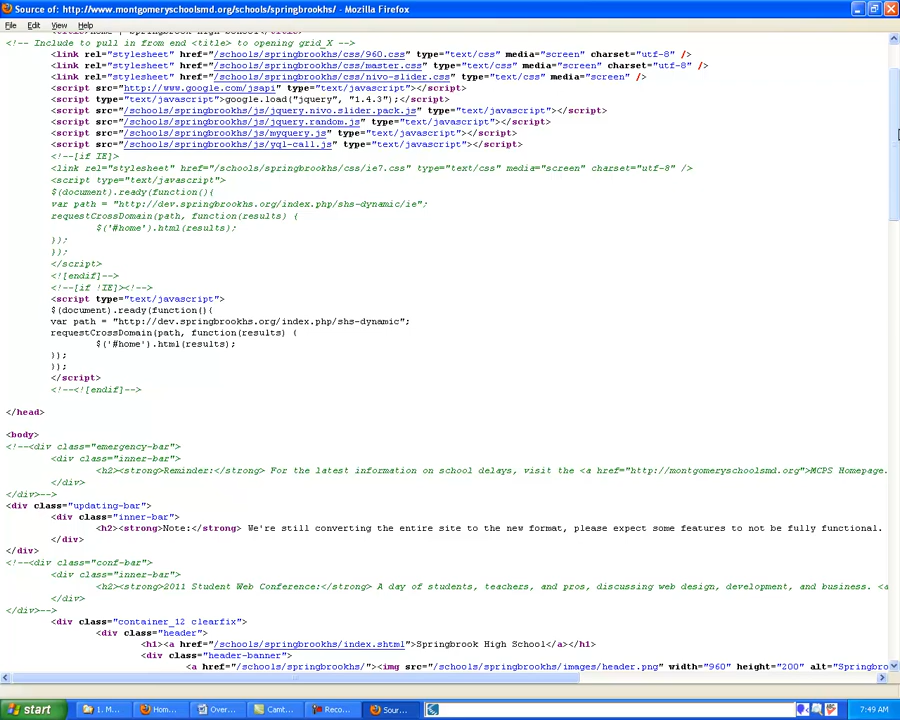 Source of: http://www.montgomeryschoolsmd.org/schools/springbrookhs/ - Mozilla Firefox
File Edit View Help
<!-- Include to pull in from end <title> to opening grid_X -->
<link rel="stylesheet" href="/schools/springbrookhs/css/960.css" type="text/css" media="screen" charset="utf-8" />
<link rel="stylesheet" href="/schools/springbrookhs/css/master.css" type="text/css" media="screen" charset="utf-8" />
<link rel="stylesheet" href="/schools/springbrookhs/css/nivo-slider.css" type="text/css" media="screen" />
<script src="http://www.google.com/jsapi" type="text/javascript"></script>
<script type="text/javascript">google.load("jquery", "1.4.3");</script>
<script src="/schools/springbrookhs/js/jquery.nivo.slider.pack.js" type="text/javascript"></script>
<script src="/schools/springbrookhs/js/jquery.random.js" type="text/javascript"></script>
<script src="/schools/springbrookhs/js/myquery.js" type="text/javascript"></script>
<script src="/schools/springbrookhs/js/yql-call.js" type="text/javascript"></script>
<!--[if IE]>
<link rel="stylesheet" href="/schools/springbrookhs/css/ie7.css" type="text/css" media="screen" charset="utf-8" />
<script type="text/javascript">
$(document).ready(function(){
var path = "http://dev.springbrookhs.org/index.php/shs-dynamic/ie";
requestCrossDomain(path, function(results) {
$('#home').html(results);
});
});
</script>
<![endif]-->
<!--[if !IE]><!-->
<script type="text/javascript">
$(document).ready(function(){
var path = "http://dev.springbrookhs.org/index.php/shs-dynamic";
requestCrossDomain(path, function(results) {
$('#home').html(results);
});
});
</script>
<!--<![endif]-->
</head>
<body>
<!--<div class="emergency-bar">
<div class="inner-bar">
<h2><strong>Reminder:</strong> For the latest information on school delays, visit the <a href="http://montgomeryschoolsmd.org">MCPS Homepage.
</div>
</div>-->
<div class="updating-bar">
<div class="inner-bar">
<h2><strong>Note:</strong> We're still converting the entire site to the new format, please expect some features to not be fully functional.
</div>
</div>
<!--<div class="conf-bar">
<div class="inner-bar">
<h2><strong>2011 Student Web Conference:</strong> A day of students, teachers, and pros, discussing web design, development, and business. <a
</div>
</div>-->
<div class="container_12 clearfix">
<div class="header">
<h1><a href="/schools/springbrookhs/index.shtml">Springbrook High School</a></h1>
<div class="header-banner">
<a href="/schools/springbrookhs/"><img src="/schools/springbrookhs/images/header.png" width="960" height="200" alt="Springbro
start 1. M... Hom... Over... Camt... Reco... Sour... 7:49 AM